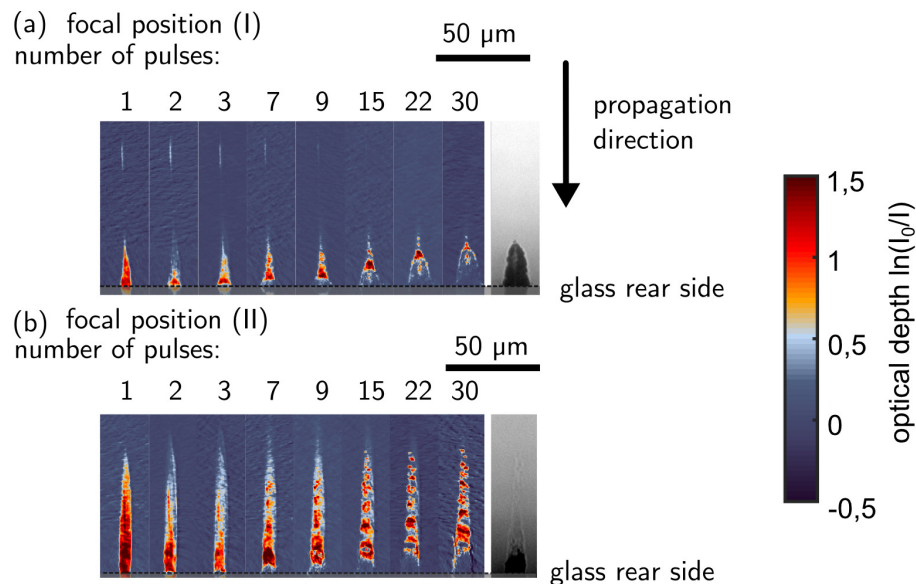 (a) focal position (I)
number of pulses:
50 µm
1 2 3 7 9 15 22 30
propagation
direction
glass rear side
(b) focal position (II)
number of pulses:
50 µm
1 2 3 7 9 15 22 30
glass rear side
1,5
1
0,5
0
-0,5
optical depth ln(I₀/I)